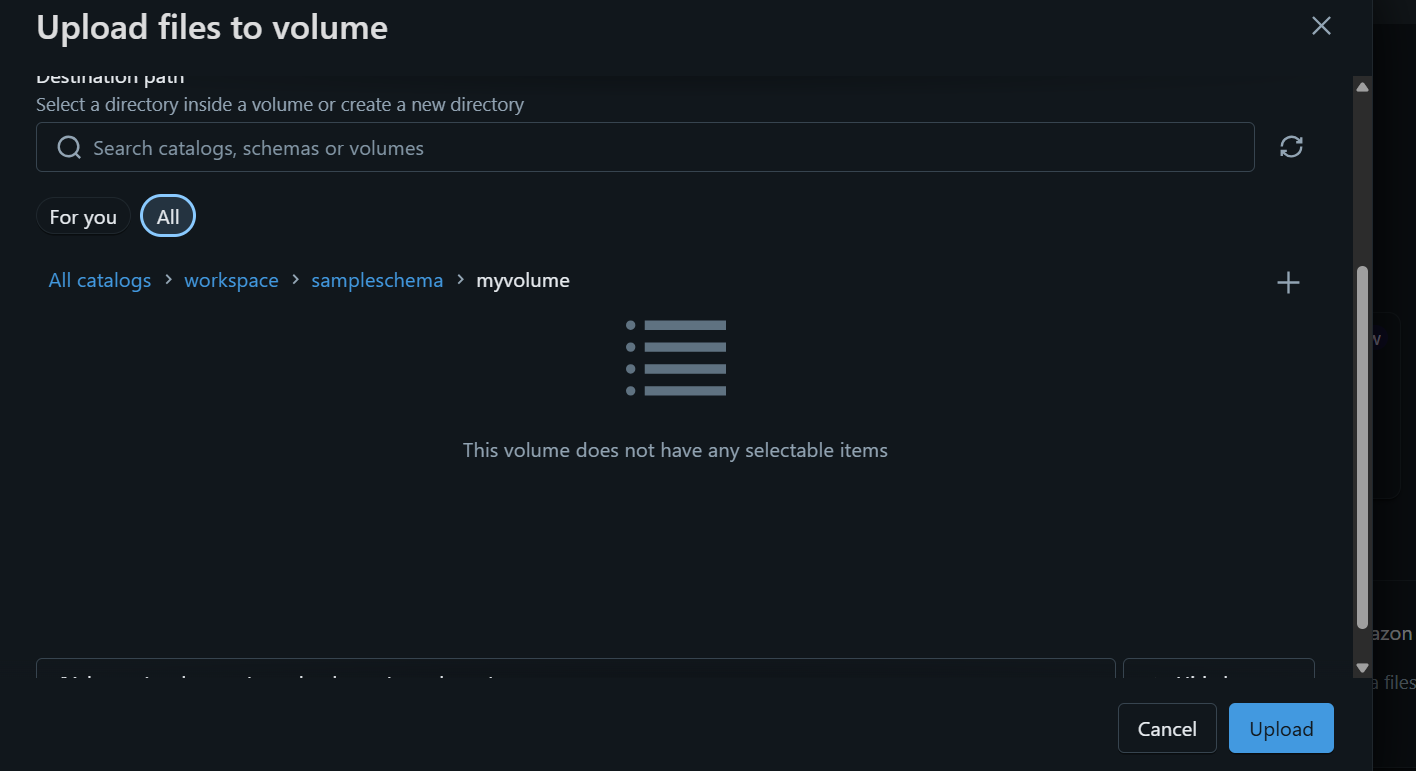 Upload files to volume
Destination path
Select a directory inside a volume or create a new directory
Search catalogs, schemas or volumes
For you
All
All catalogs > workspace > sampleschema > myvolume
This volume does not have any selectable items
azon
a files
Cancel
Upload